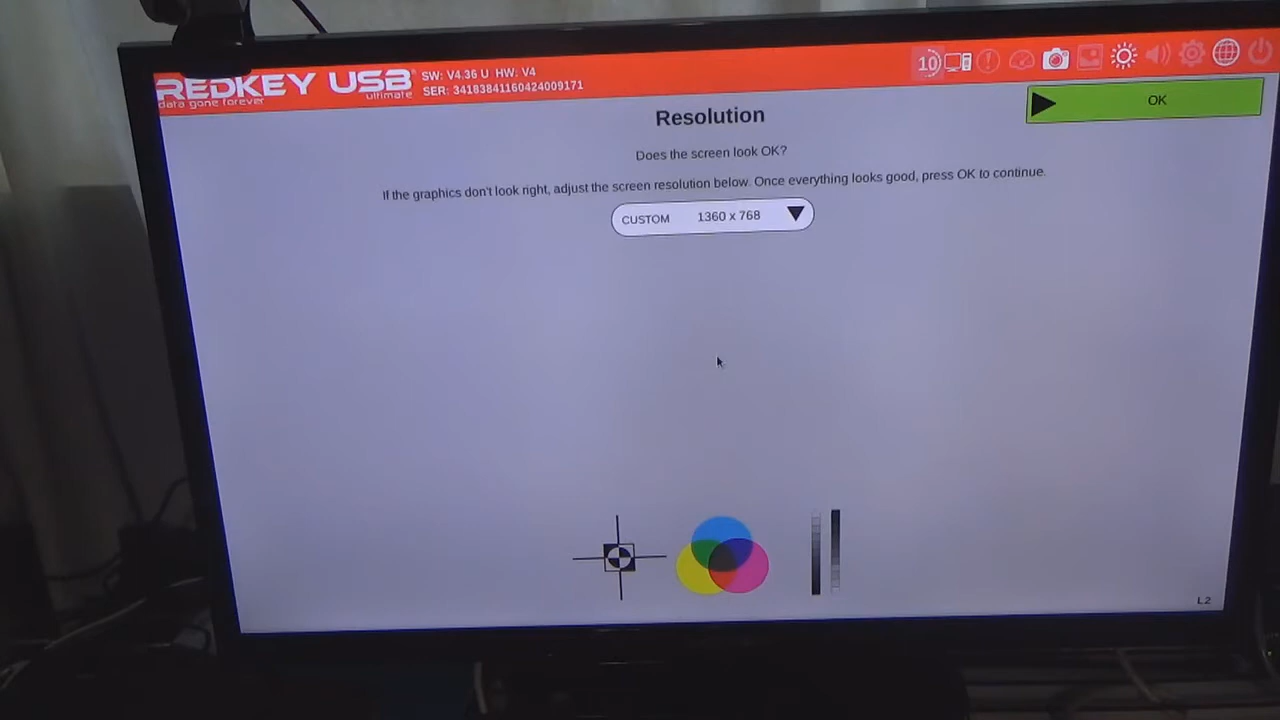 REDKEY USB
ultimate
data gone forever
SW: V4.36 U HW: V4
SER: 34183841160424009171
10
OK
Resolution
Does the screen look OK?
If the graphics don't look right, adjust the screen resolution below. Once everything looks good, press OK to continue.
CUSTOM 1360 x 768
L2